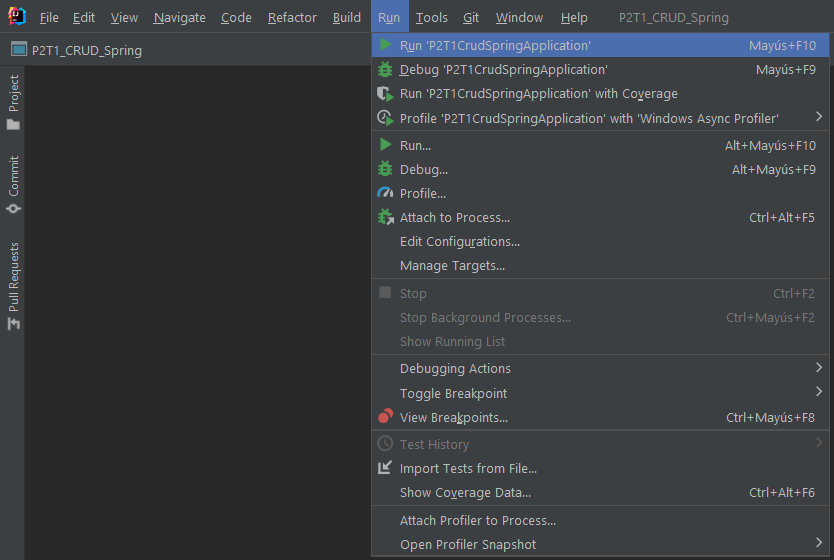 File Edit View Navigate Code Refactor Build Run Tools Git Window Help P2T1_CRUD_Spring
P2T1_CRUD_Spring
Project
Commit
Pull Requests
Run 'P2T1CrudSpringApplication' Mayús+F10
Debug 'P2T1CrudSpringApplication' Mayús+F9
Run 'P2T1CrudSpringApplication' with Coverage
Profile 'P2T1CrudSpringApplication' with 'Windows Async Profiler'
Run... Alt+Mayús+F10
Debug... Alt+Mayús+F9
Profile...
Attach to Process... Ctrl+Alt+F5
Edit Configurations...
Manage Targets...
Stop Ctrl+F2
Stop Background Processes... Ctrl+Mayús+F2
Show Running List
Debugging Actions
Toggle Breakpoint
View Breakpoints... Ctrl+Mayús+F8
Test History
Import Tests from File...
Show Coverage Data... Ctrl+Alt+F6
Attach Profiler to Process...
Open Profiler Snapshot